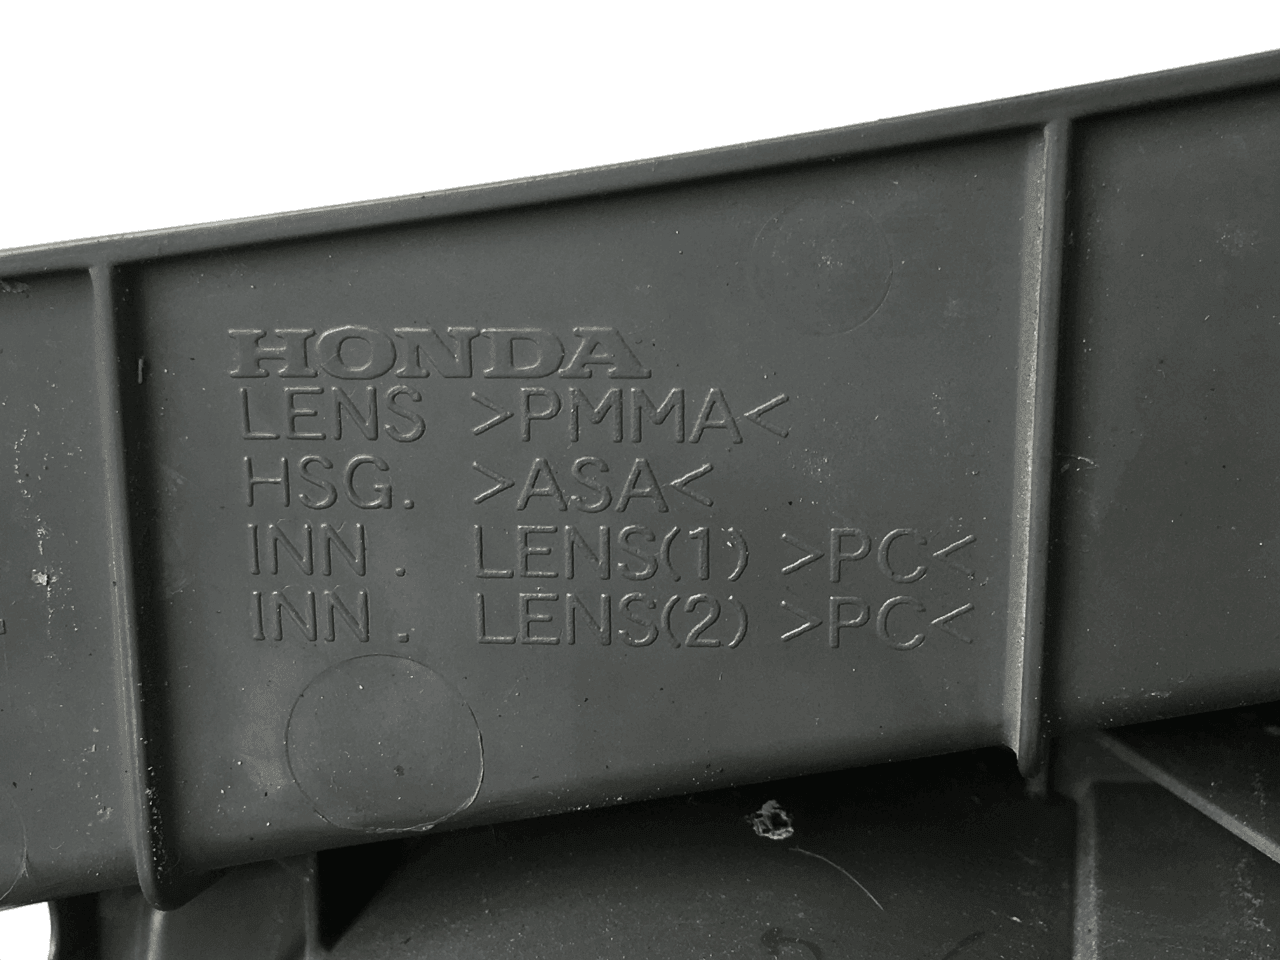 HONDA
LENS >PMMA<
HSG. >ASA<
INN. LENS(1) >PC<
INN. LENS(2) >PC<